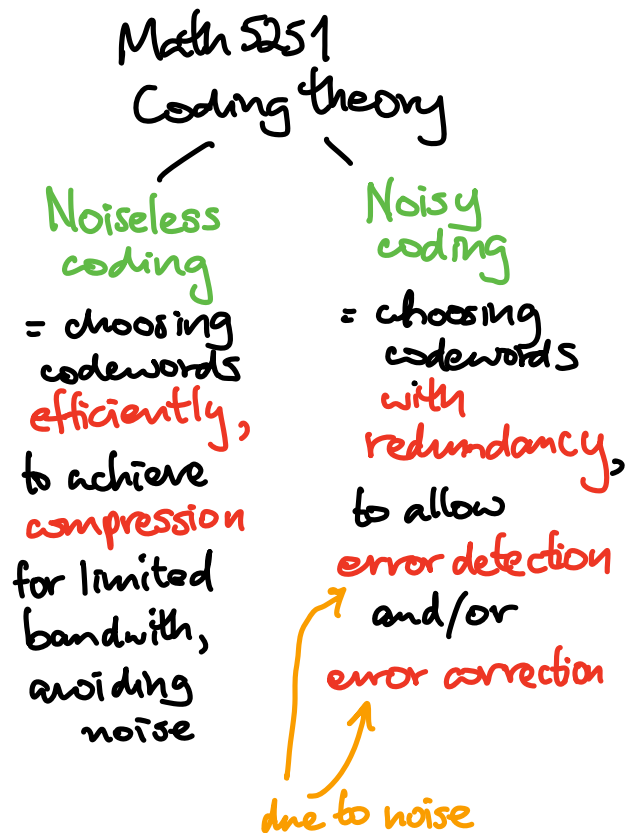 Math 5251
Coding theory
Noiseless
coding
= choosing
codewords
efficiently,
to achieve
compression
for limited
bandwith,
avoiding
noise
Noisy
coding
= choosing
codewords
with
redundancy,
to allow
error detection
and/or
error correction
due to noise